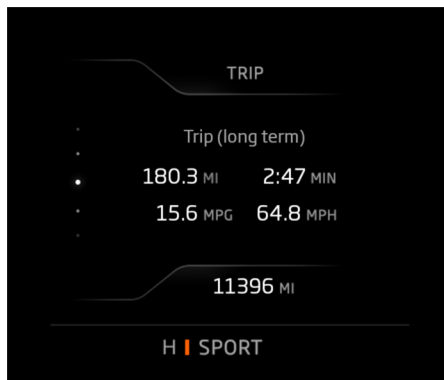 TRIP
Trip (long term)
180.3 MI 2:47 MIN
15.6 MPG 64.8 MPH
11396 MI
H SPORT